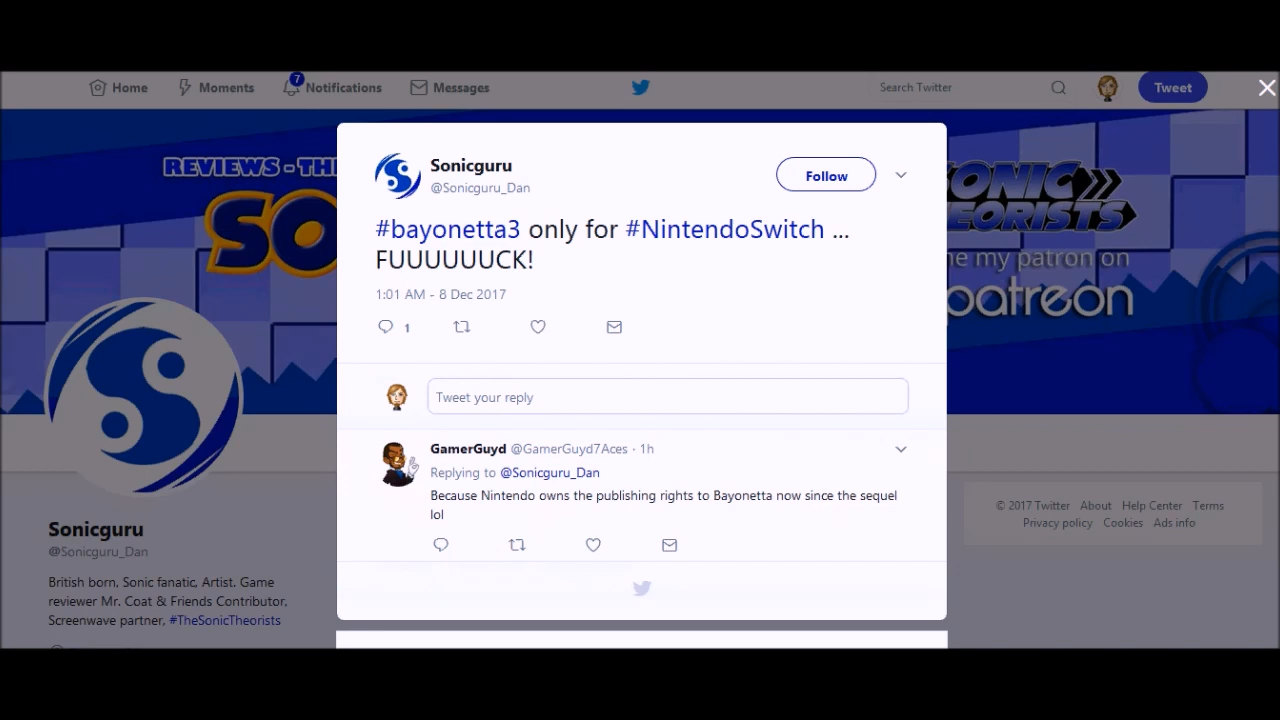 Home
Moments
7
Notifications
Messages
Search Twitter
Tweet
REVIEWS - TH
SO
SONIC
THEORISTS
me my patron on
patreon
Sonicguru
@Sonicguru_Dan
Follow
#bayonetta3 only for #NintendoSwitch ...
FUUUUUUCK!
1:01 AM - 8 Dec 2017
1
Tweet your reply
GamerGuyd @GamerGuyd7Aces · 1h
Replying to @Sonicguru_Dan
Because Nintendo owns the publishing rights to Bayonetta now since the sequel
lol
Sonicguru
@Sonicguru_Dan
British born, Sonic fanatic, Artist. Game
reviewer Mr. Coat & Friends Contributor,
Screenwave partner, #TheSonicTheorists
© 2017 Twitter About Help Center Terms
Privacy policy Cookies Ads info